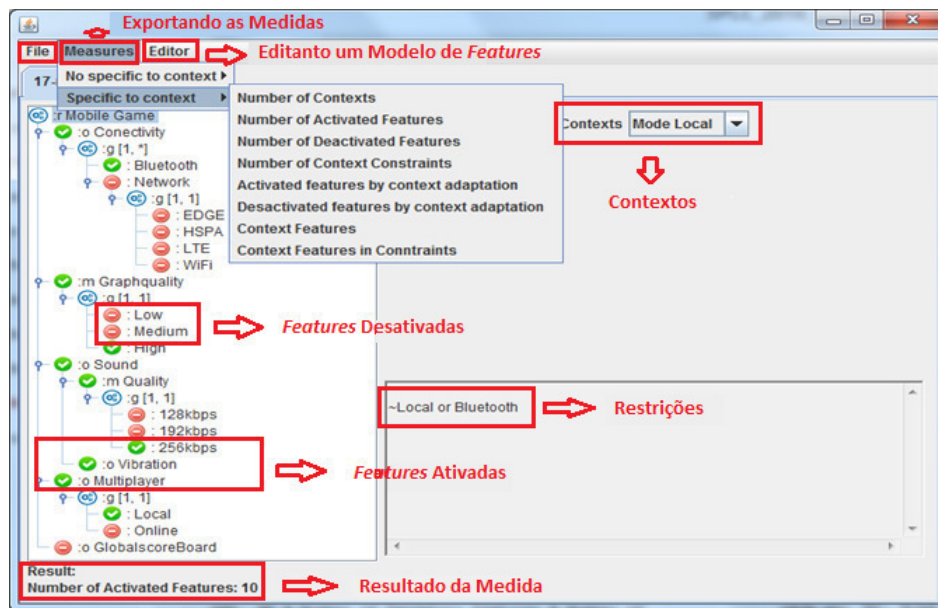 Exportando as Medidas
File Measures Editor
Editanto um Modelo de Features
17-
No specific to context
Specific to context
Number of Contexts
Number of Activated Features
Number of Deactivated Features
Number of Context Constraints
Activated features by context adaptation
Desactivated features by context adaptation
Context Features
Context Features in Conntraints
Contexts Mode Local
Contextos
:r Mobile Game
:o Conectivity
:g [1, *]
: Bluetooth
: Network
:g [1, 1]
: EDGE
: HSPA
: LTE
: WiFi
:m Graphquality
:g [1, 1]
: Low
: Medium
: High
Features Desativadas
:o Sound
:m Quality
:g [1, 1]
: 128kbps
: 192kbps
: 256kbps
:o Vibration
Features Ativadas
:o Multiplayer
:g [1, 1]
: Local
: Online
:o GlobalscoreBoard
~Local or Bluetooth
Restrições
Result:
Number of Activated Features: 10
Resultado da Medida